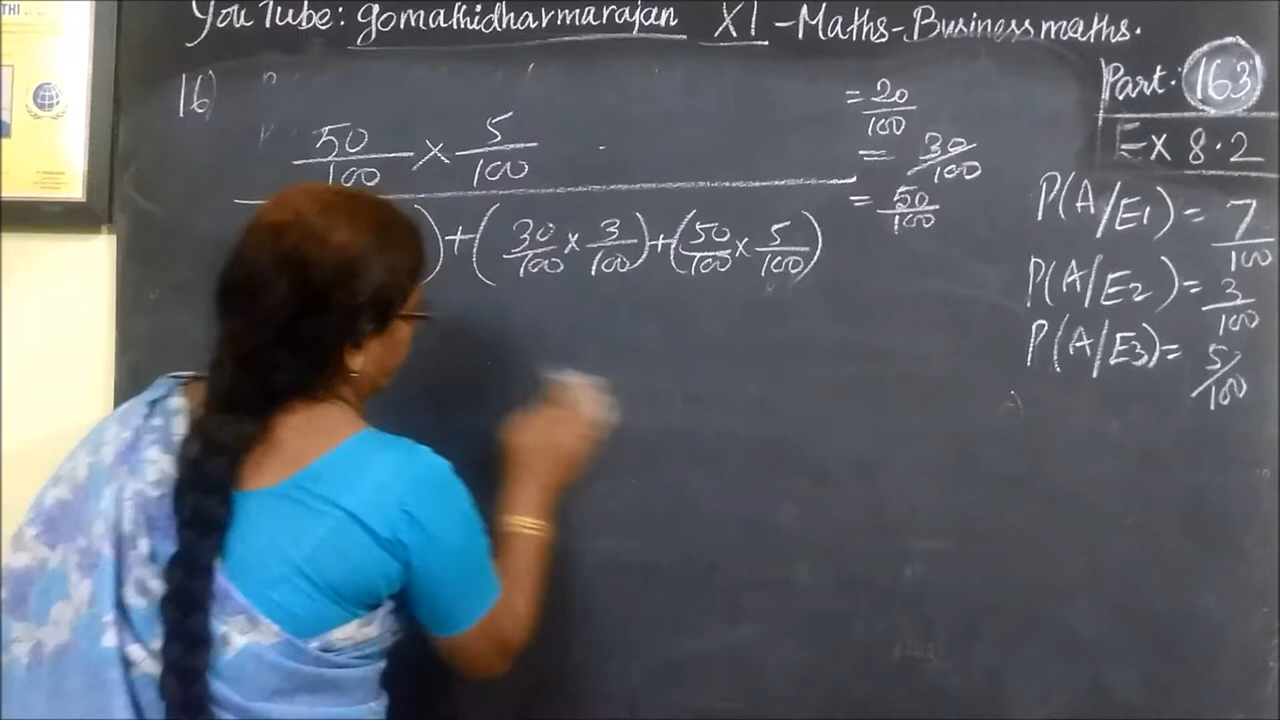 YouTube: gomathidharmarajan XI - Maths - Business maths.
Part: 163
Ex 8.2
16)
50/100 × 5/100
) + ( 30/100 × 3/100 ) + ( 50/100 × 5/100 )
= 20/100
= 30/100
= 50/100
P(A/E1) = 7/100
P(A/E2) = 3/100
P(A/E3) = 5/100